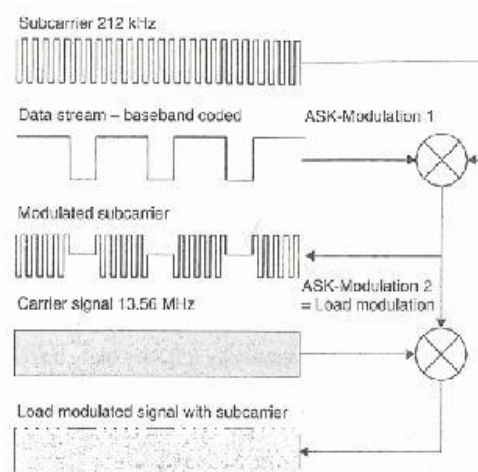 Subcarrier 212 kHz
Data stream – baseband coded
ASK-Modulation 1
Modulated subcarrier
ASK-Modulation 2
= Load modulation
Carrier signal 13.56 MHz
Load modulated signal with subcarrier